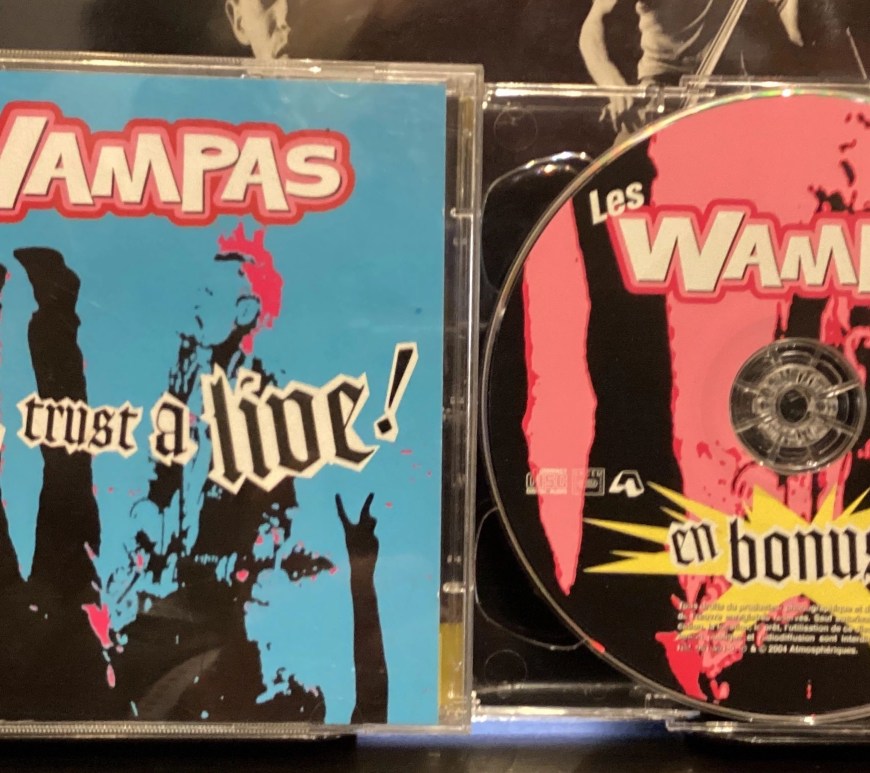 WAMPAS
trust a live!
Les
WAMP
en bonus
& © 2004 Atmosphériques.